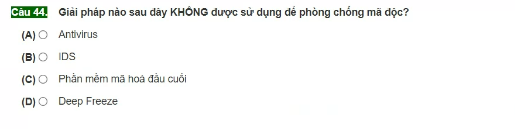 Câu 44. Giải pháp nào sau đây KHÔNG được sử dụng để phòng chống mã độc?
(A) Antivirus
(B) IDS
(C) Phần mềm mã hoá đầu cuối
(D) Deep Freeze